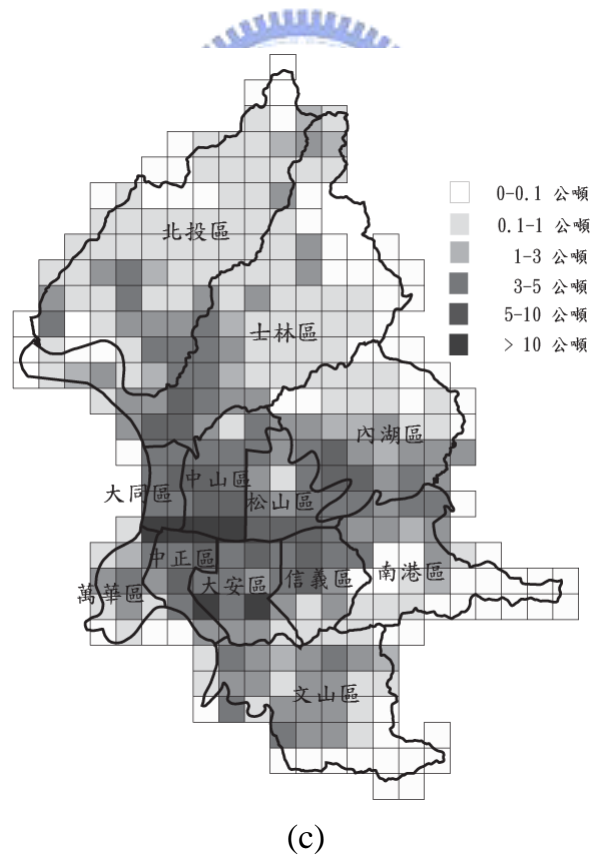 0-0.1 公噸
0.1-1 公噸
1-3 公噸
3-5 公噸
5-10 公噸
> 10 公噸
北投區
士林區
內湖區
中山區
大同區
松山區
中正區
大安區
信義區
南港區
萬華區
文山區
(c)